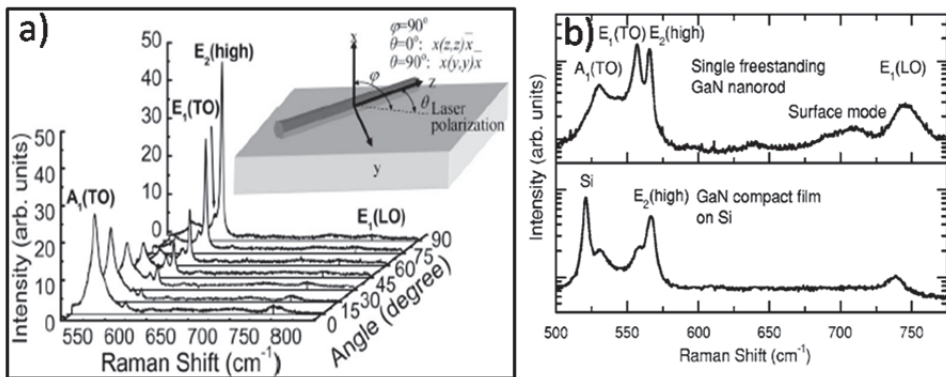 a)
50
40
30
20
10
0
E₂(high)
E₁(TO)
φ=90°
θ=0°: x(z,z)x̄
θ=90°: x(y,y)x̄
x
z
φ
θ
Laser
polarization
y
A₁(TO)
E₁(LO)
50
40
30
20
10
0
Intensity (arb. units)
550 600 650 700 750 800
Raman Shift (cm⁻¹)
0 15 30 45 60 75 90
Angle (degree)
b)
E₁(TO) E₂(high)
A₁(TO)
Single freestanding
GaN nanorod
E₁(LO)
Surface mode
Si
E₂(high)
GaN compact film
on Si
Intensity (arb. units)
500 550 600 650 700 750
Raman Shift (cm⁻¹)